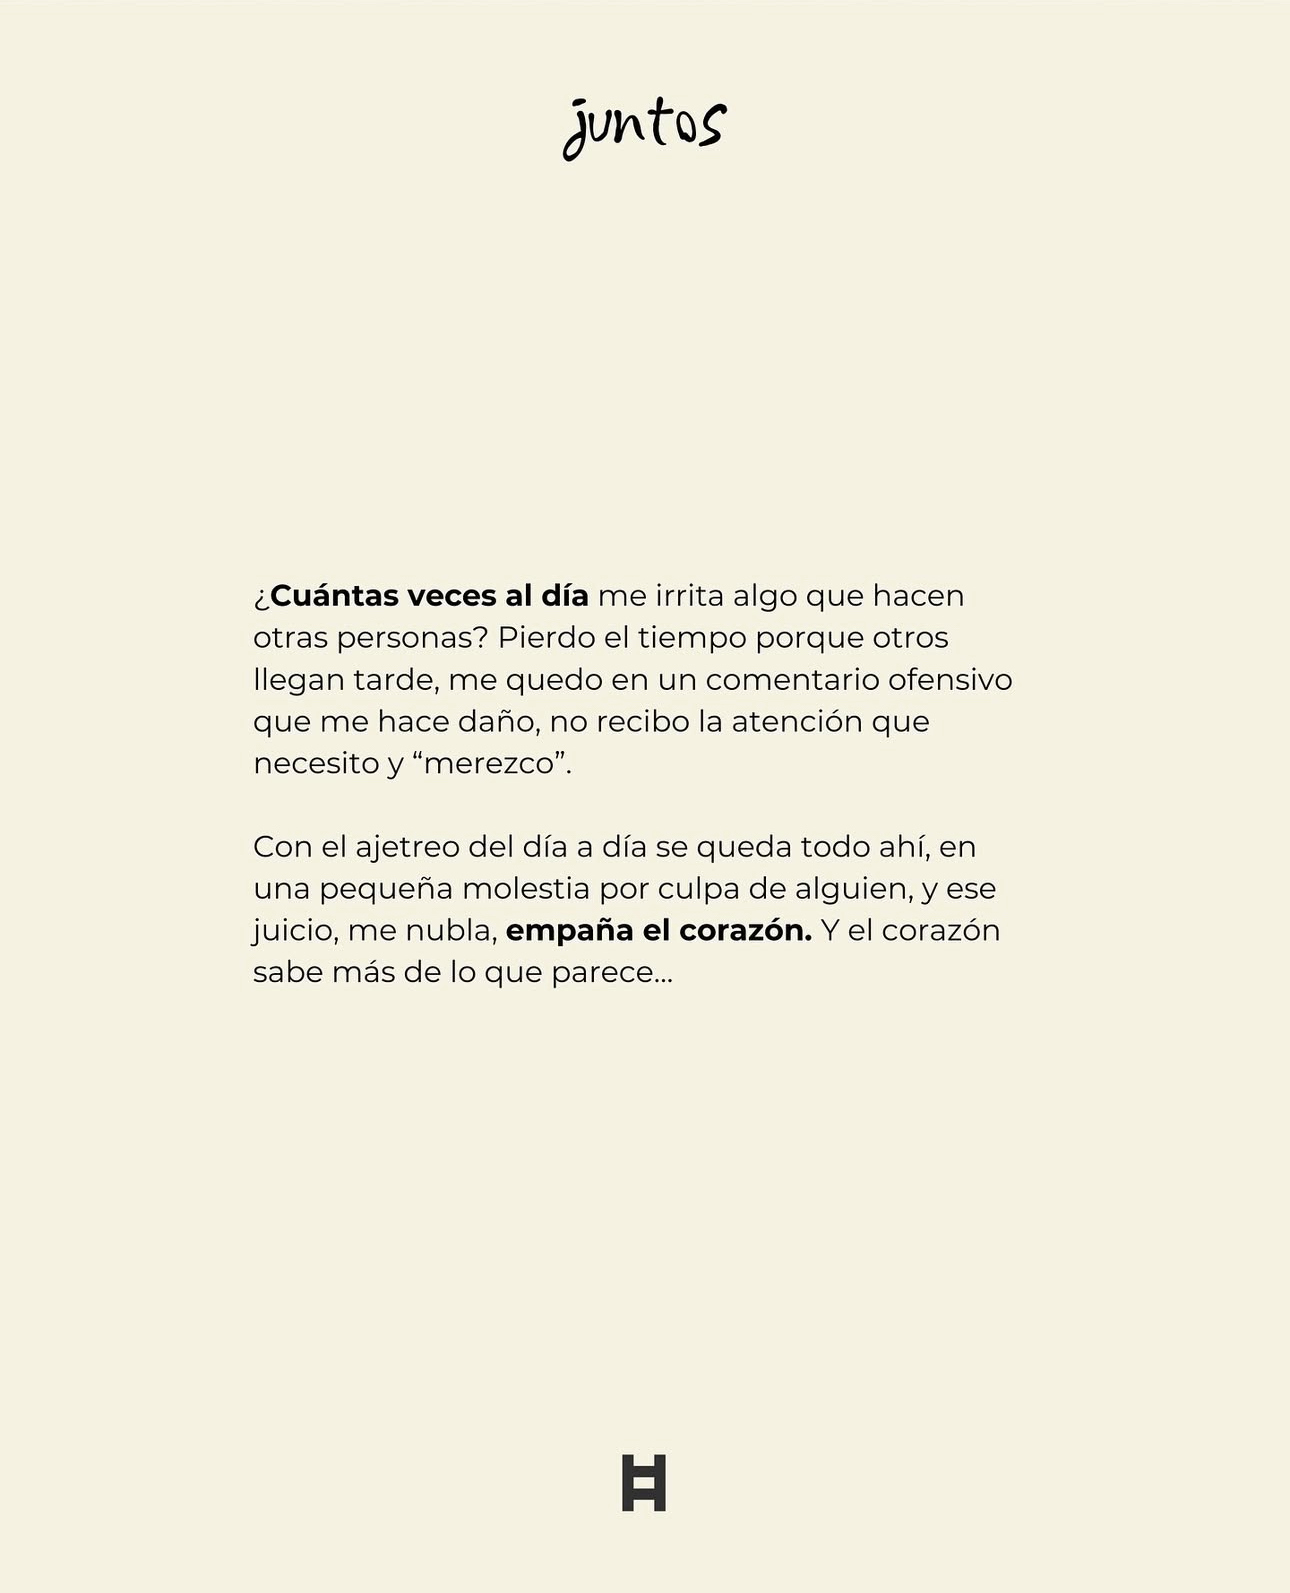 juntos
¿Cuántas veces al día me irrita algo que hacen
otras personas? Pierdo el tiempo porque otros
llegan tarde, me quedo en un comentario ofensivo
que me hace daño, no recibo la atención que
necesito y “merezco”.
Con el ajetreo del día a día se queda todo ahí, en
una pequeña molestia por culpa de alguien, y ese
juicio, me nubla, empaña el corazón. Y el corazón
sabe más de lo que parece...